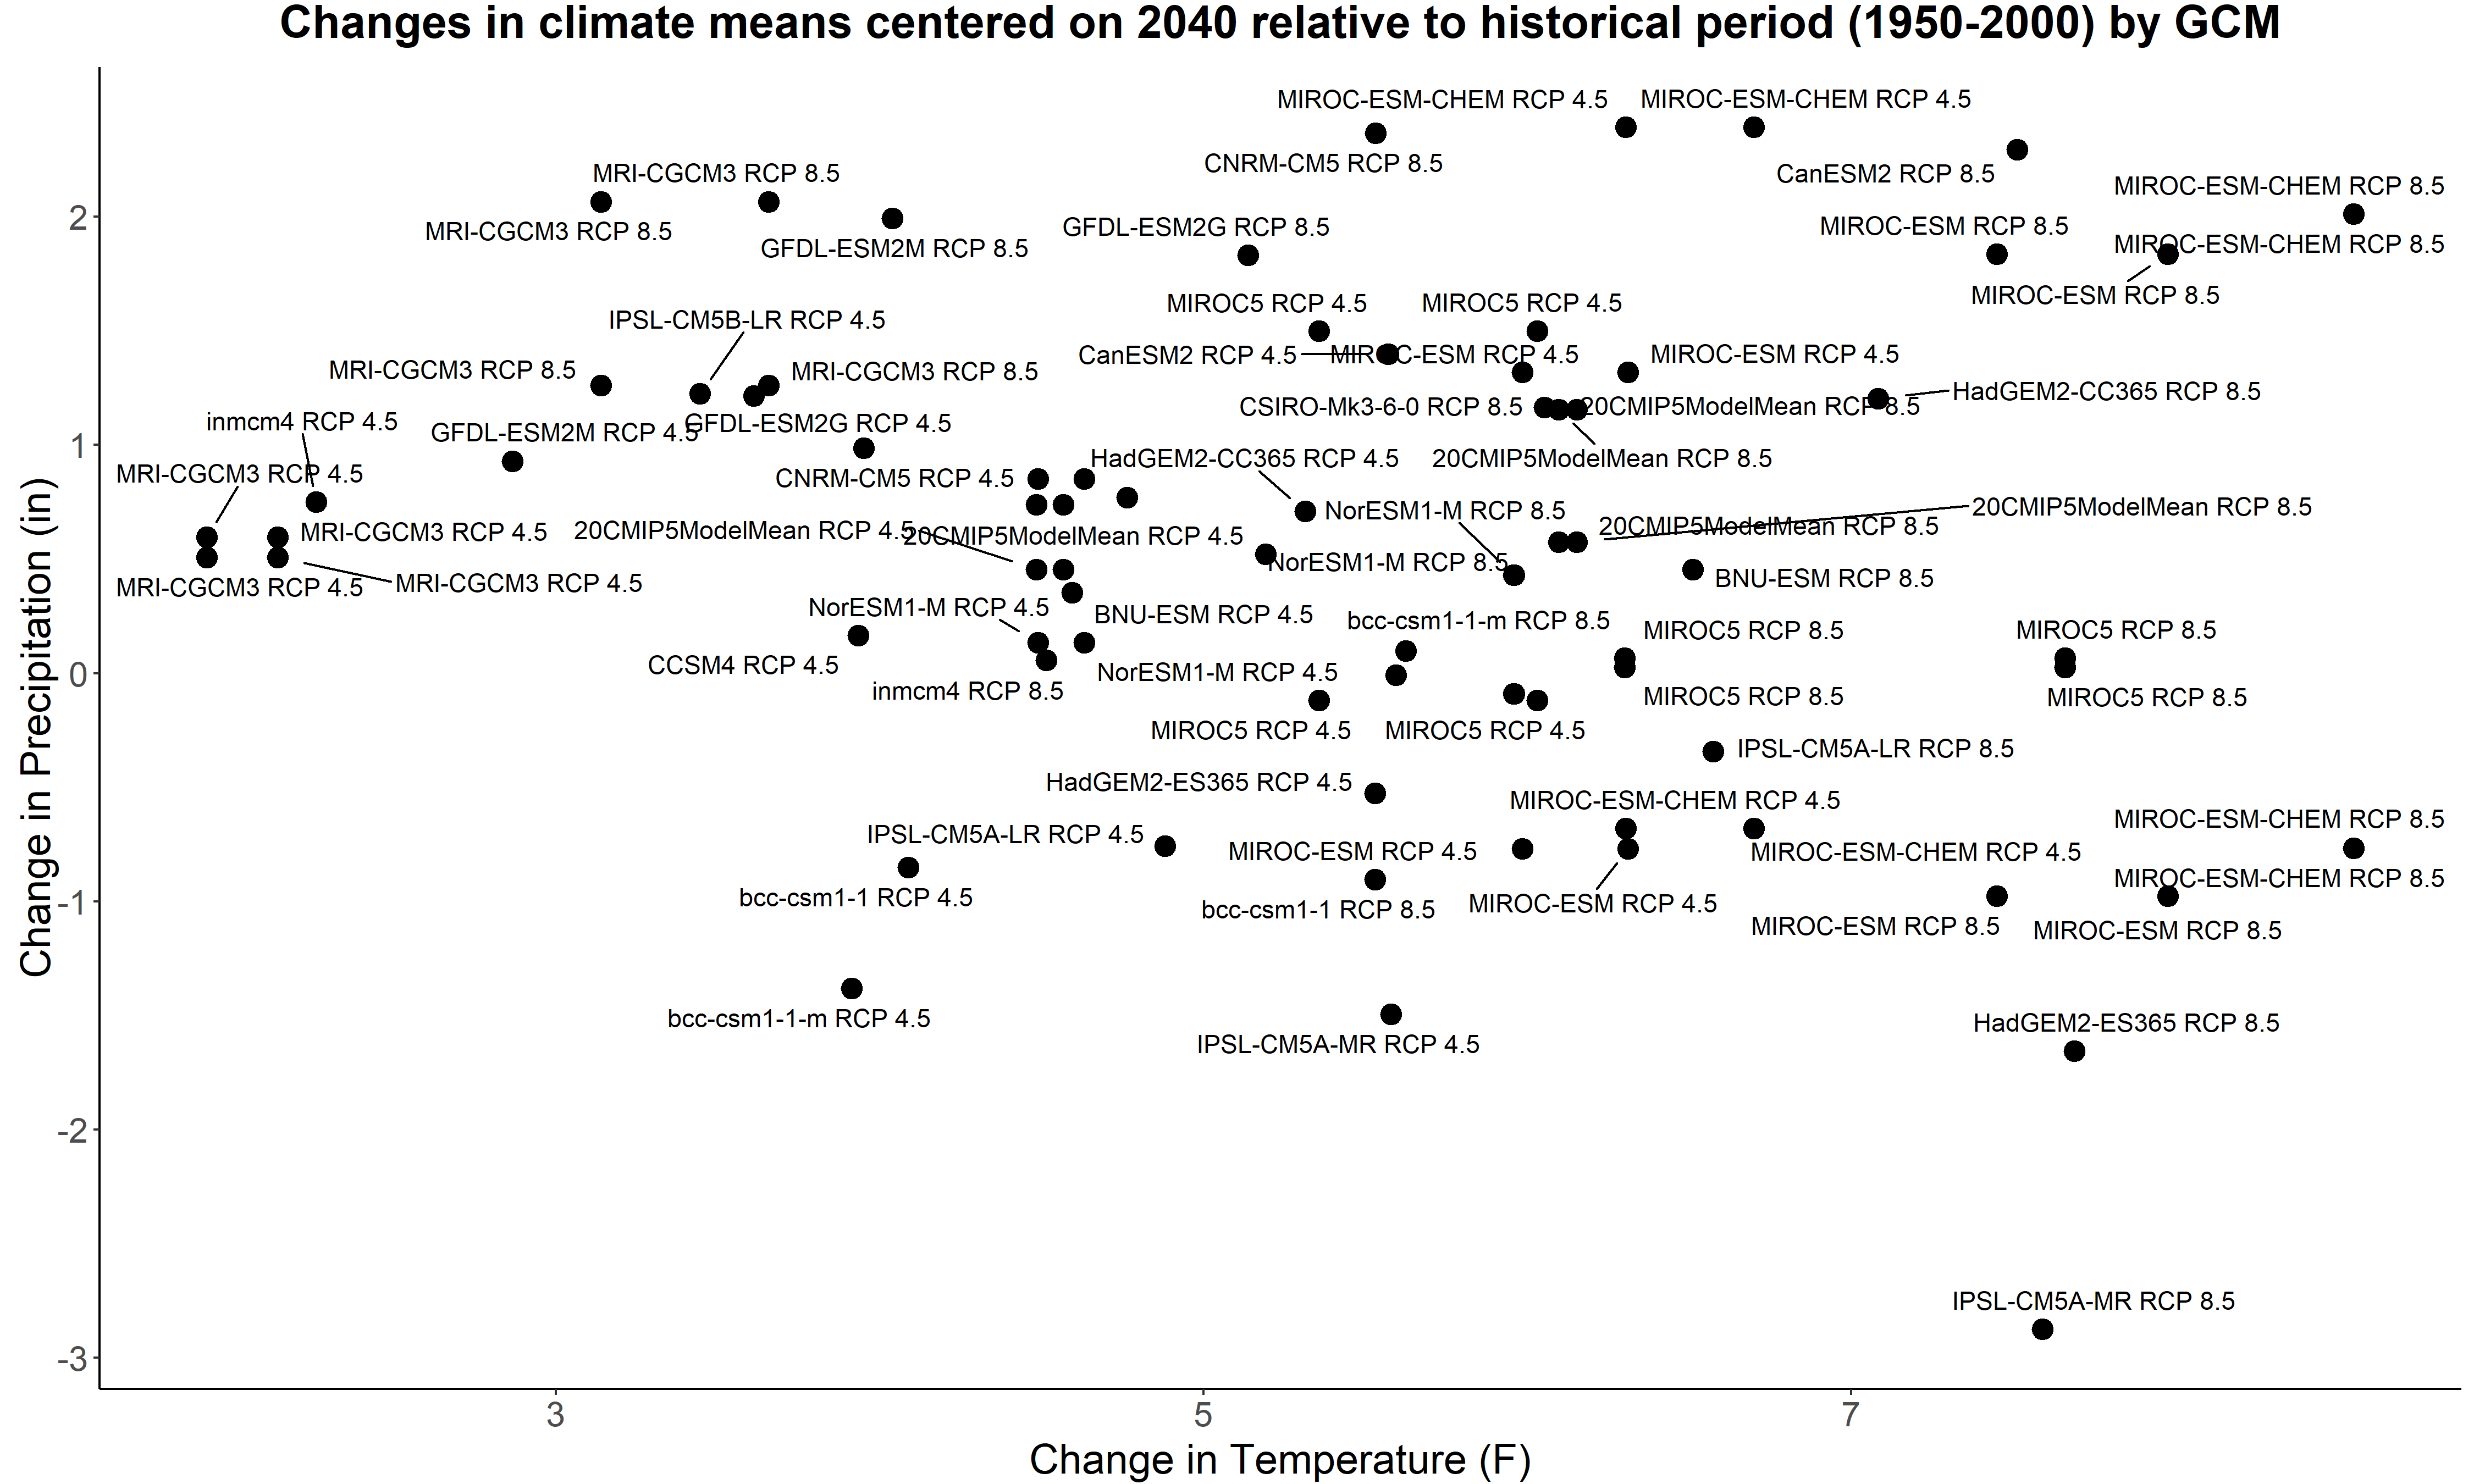 Changes in climate means centered on 2040 relative to historical period (1950-2000) by GCM
MIROC-ESM-CHEM RCP 4.5
MIROC-ESM-CHEM RCP 4.5
CNRM-CM5 RCP 8.5
MRI-CGCM3 RCP 8.5
CanESM2 RCP 8.5
MIROC-ESM-CHEM RCP 8.5
2
MRI-CGCM3 RCP 8.5
GFDL-ESM2G RCP 8.5
MIROC-ESM RCP 8.5
GFDL-ESM2M RCP 8.5
MIROC-ESM-CHEM RCP 8.5
MIROC-ESM RCP 8.5
MIROC5 RCP 4.5
MIROC5 RCP 4.5
IPSL-CM5B-LR RCP 4.5
CanESM2 RCP 4.5
MIROC-ESM RCP 4.5
MIROC-ESM RCP 4.5
MRI-CGCM3 RCP 8.5
MRI-CGCM3 RCP 8.5
HadGEM2-CC365 RCP 8.5
CSIRO-Mk3-6-0 RCP 8.5
20CMIP5ModelMean RCP 8.5
inmcm4 RCP 4.5
GFDL-ESM2M RCP 4.5
GFDL-ESM2G RCP 4.5
1
HadGEM2-CC365 RCP 4.5
20CMIP5ModelMean RCP 8.5
MRI-CGCM3 RCP 4.5
CNRM-CM5 RCP 4.5
NorESM1-M RCP 8.5
20CMIP5ModelMean RCP 8.5
MRI-CGCM3 RCP 4.5
20CMIP5ModelMean RCP 4.5
20CMIP5ModelMean RCP 4.5
20CMIP5ModelMean RCP 8.5
NorESM1-M RCP 8.5
MRI-CGCM3 RCP 4.5
MRI-CGCM3 RCP 4.5
BNU-ESM RCP 8.5
NorESM1-M RCP 4.5
BNU-ESM RCP 4.5
bcc-csm1-1-m RCP 8.5
MIROC5 RCP 8.5
MIROC5 RCP 8.5
0
CCSM4 RCP 4.5
NorESM1-M RCP 4.5
inmcm4 RCP 8.5
MIROC5 RCP 8.5
MIROC5 RCP 8.5
MIROC5 RCP 4.5
MIROC5 RCP 4.5
IPSL-CM5A-LR RCP 8.5
HadGEM2-ES365 RCP 4.5
MIROC-ESM-CHEM RCP 4.5
MIROC-ESM-CHEM RCP 8.5
IPSL-CM5A-LR RCP 4.5
MIROC-ESM RCP 4.5
MIROC-ESM-CHEM RCP 4.5
MIROC-ESM-CHEM RCP 8.5
-1
bcc-csm1-1 RCP 4.5
bcc-csm1-1 RCP 8.5
MIROC-ESM RCP 4.5
MIROC-ESM RCP 8.5
MIROC-ESM RCP 8.5
bcc-csm1-1-m RCP 4.5
IPSL-CM5A-MR RCP 4.5
HadGEM2-ES365 RCP 8.5
-2
IPSL-CM5A-MR RCP 8.5
-3
Change in Precipitation (in)
3
5
7
Change in Temperature (F)